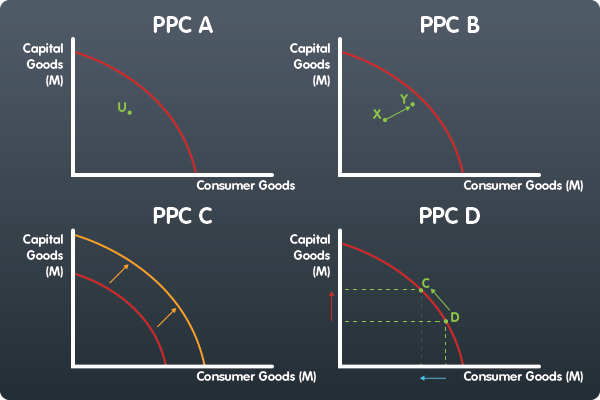 PPC A
Capital
Goods
(M)
U
Consumer Goods
PPC B
Capital
Goods
(M)
X
Y
Consumer Goods (M)
PPC C
Capital
Goods
(M)
Consumer Goods (M)
PPC D
Capital
Goods
(M)
C
D
Consumer Goods (M)